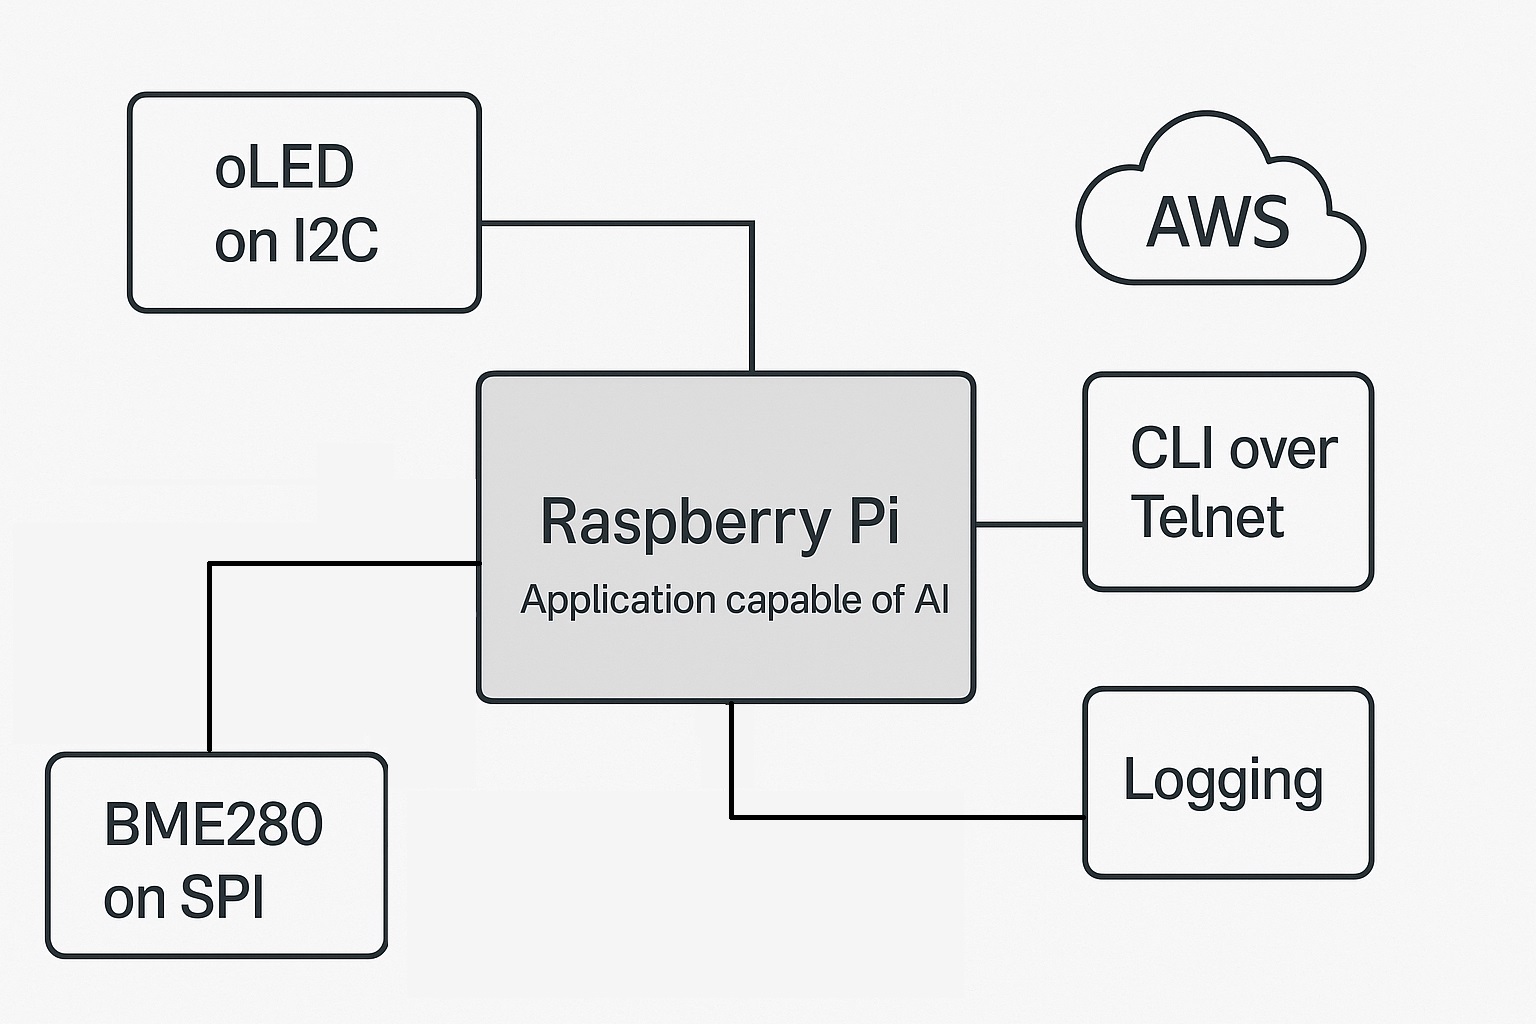 oLED
on I2C
AWS
CLI over
Telnet
Raspberry Pi
Application capable of AI
Logging
BME280
on SPI